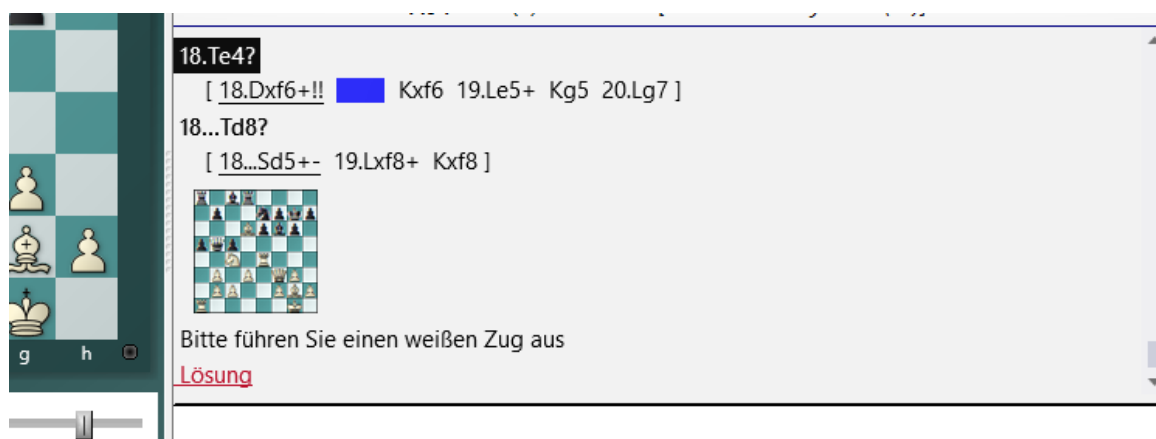 18.Te4?
[ 18.Dxf6+!! Kxf6 19.Le5+ Kg5 20.Lg7 ]
18...Td8?
[ 18...Sd5+- 19.Lxf8+ Kxf8 ]
Bitte führen Sie einen weißen Zug aus
Lösung
g h